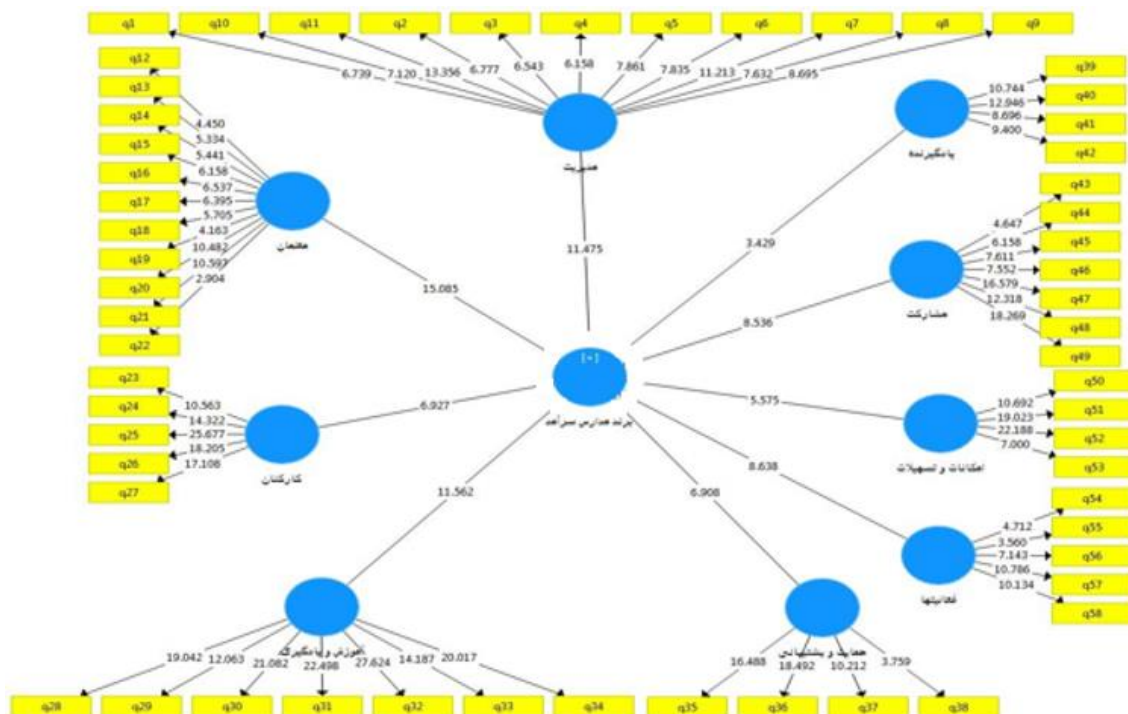 q1 q10 q11 q2 q3 q4 q5 q6 q7 q8 q9
6.739 7.120 13.356 6.777 6.543 6.158 7.861 7.835 11.213 7.632 8.695
مدیریت
q12
q13
q14
q15
q16
q17
q18
q19
q20
q21
q22
4.450
5.334
5.441
6.158
6.537
6.395
5.705
4.163
10.482
10.597
2.904
معلمان
q39
q40
q41
q42
10.744
12.946
8.696
9.400
یادگیرنده
q43
q44
q45
q46
q47
q48
q49
4.647
6.158
7.611
7.552
16.579
12.318
18.269
مشارکت
11.475
3.429
15.085
8.536
[+]
برند مدارس سرآمد
6.927
5.575
11.562
6.908
8.638
q23
q24
q25
q26
q27
10.563
14.322
25.677
18.205
17.108
کارکنان
q50
q51
q52
q53
10.692
19.023
22.188
7.000
امکانات و تسهیلات
q54
q55
q56
q57
q58
4.712
3.560
7.143
10.786
10.134
فعالیتها
آموزش و یادگیری
19.042 12.063 21.082 22.498 27.624 14.187 20.017
q28 q29 q30 q31 q32 q33 q34
حمایت و پشتیبانی
16.488 18.492 10.212 3.759
q35 q36 q37 q38